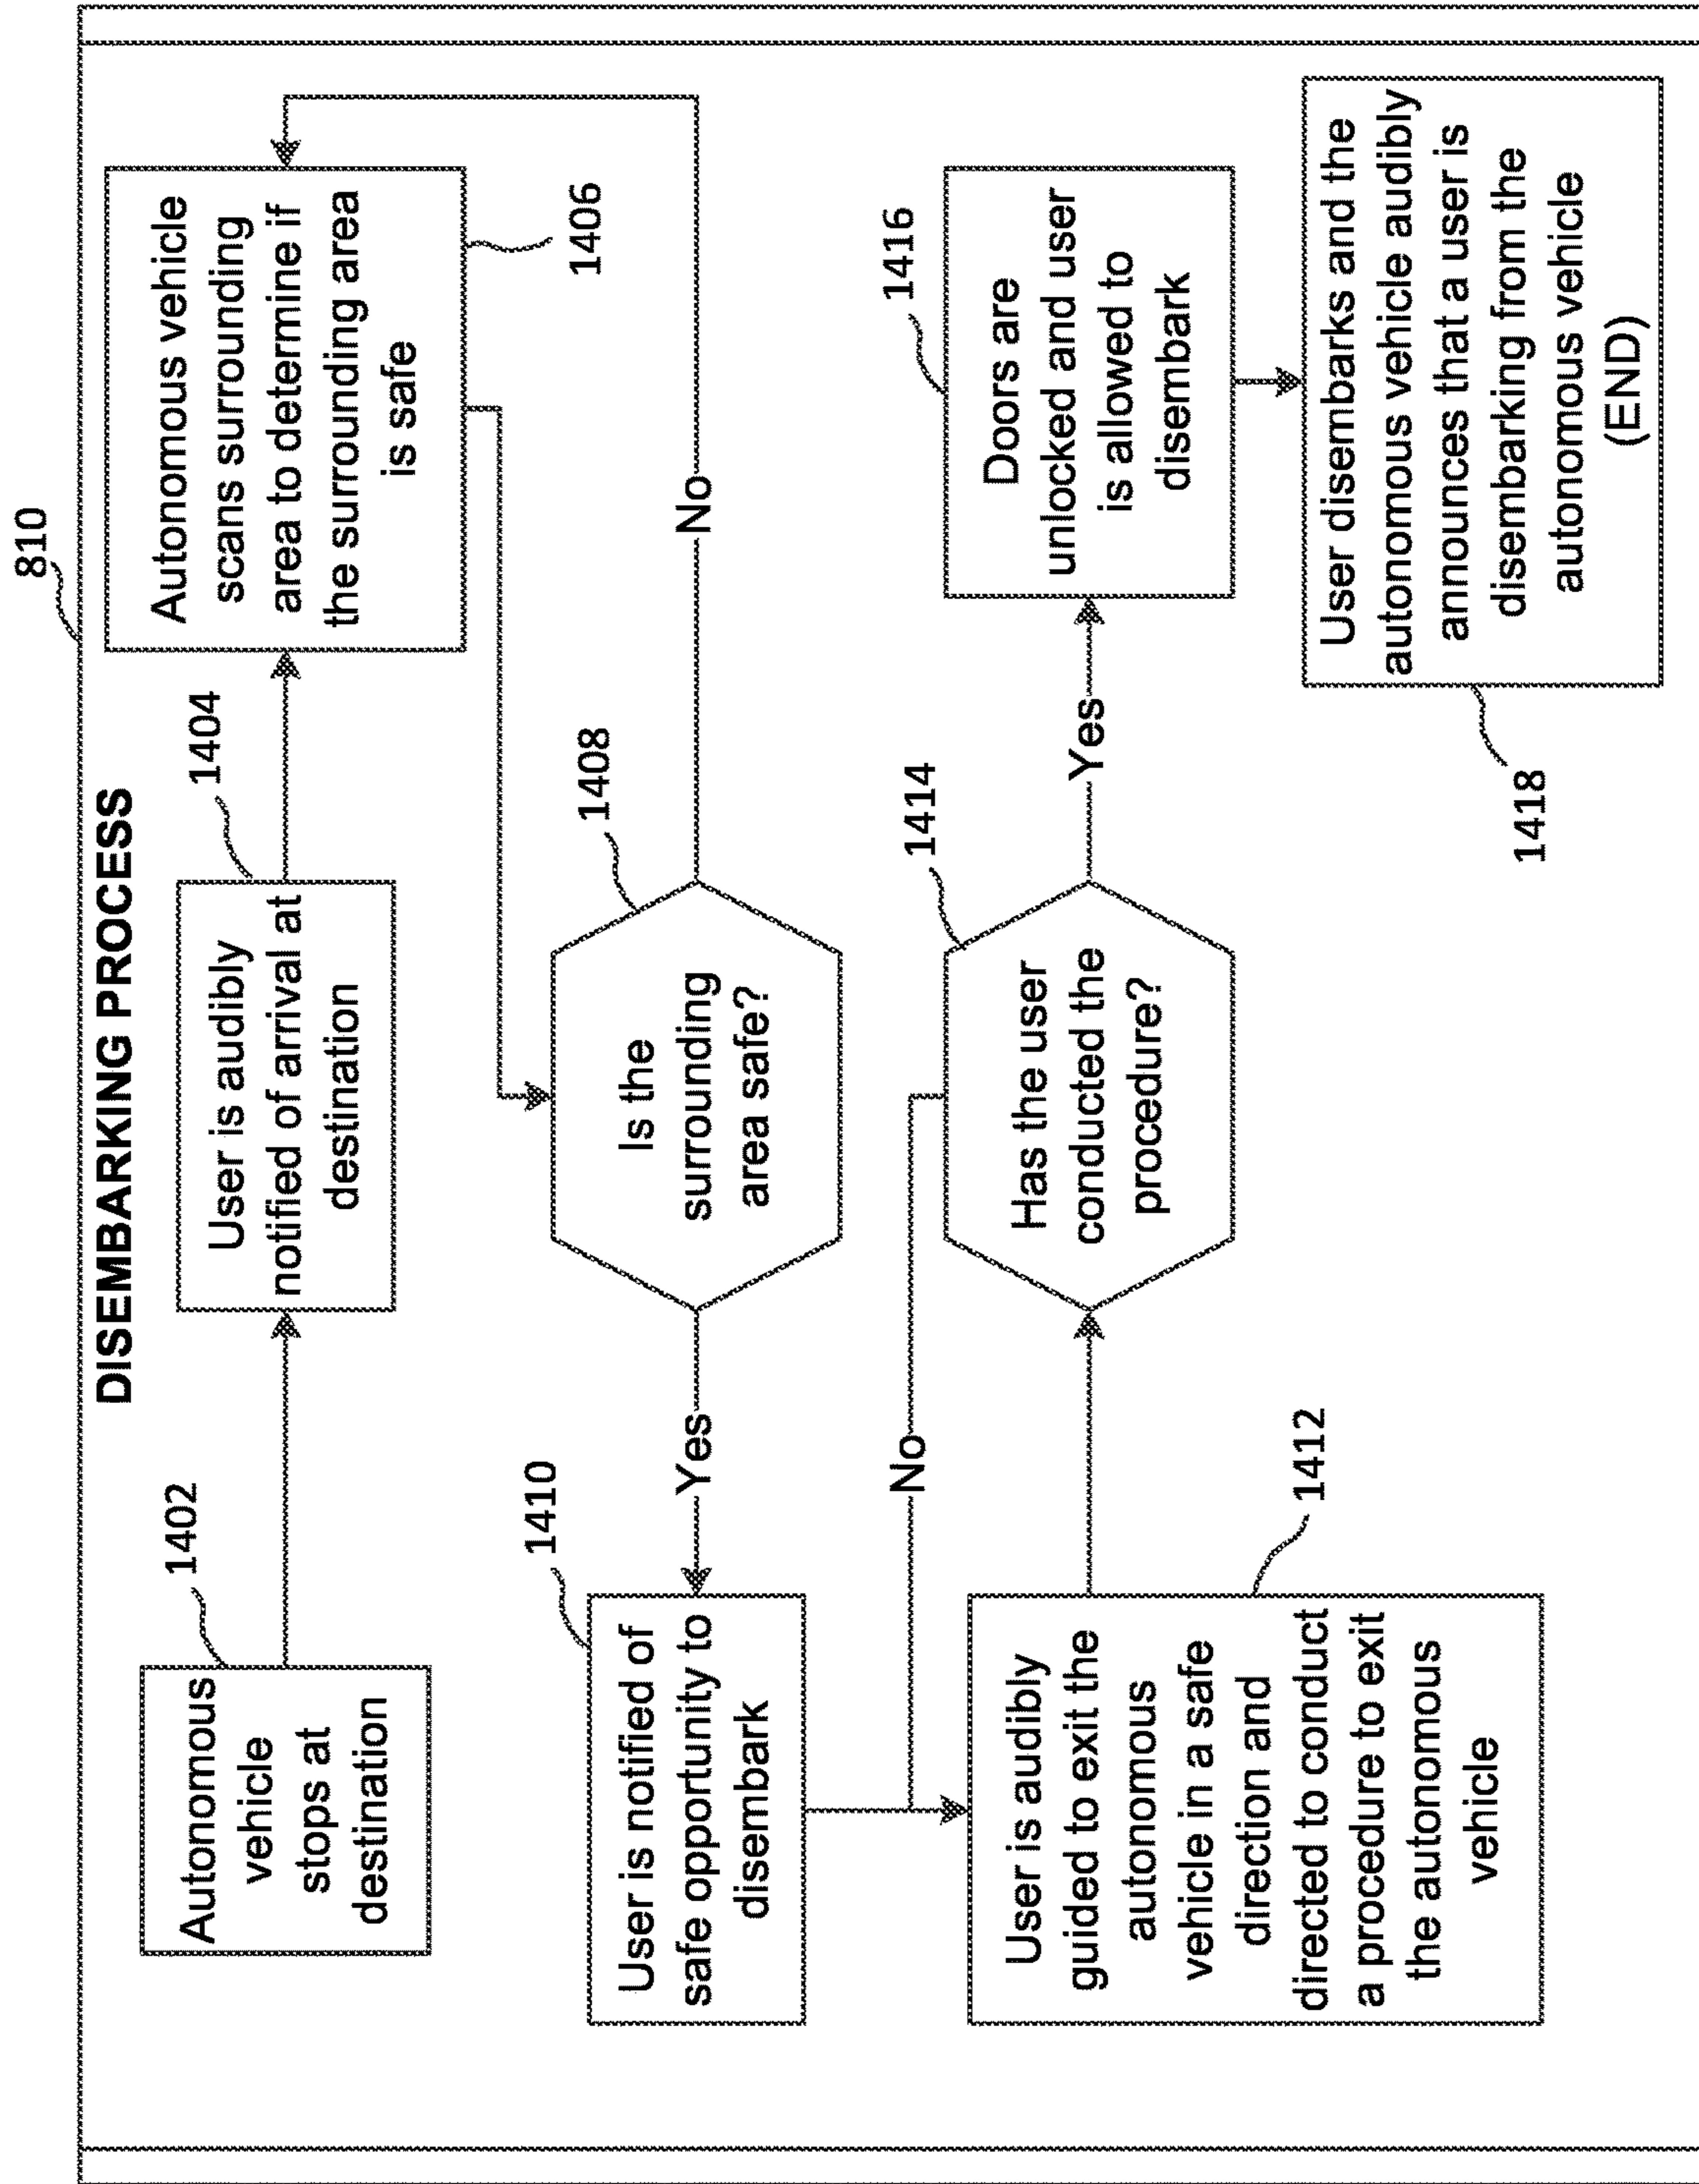 810
DISEMBARKING PROCESS
1402
Autonomous
vehicle
stops at
destination
1404
User is audibly
notified of arrival at
destination
Autonomous vehicle
scans surrounding
area to determine if
the surrounding area
is safe
1406
1408
Is the
surrounding
area safe?
No
Yes
1410
User is notified of
safe opportunity to
disembark
No
User is audibly
guided to exit the
autonomous
vehicle in a safe
direction and
directed to conduct
a procedure to exit
the autonomous
vehicle
1412
1414
Has the user
conducted the
procedure?
Yes
1416
Doors are
unlocked and user
is allowed to
disembark
User disembarks and the
autonomous vehicle audibly
announces that a user is
disembarking from the
autonomous vehicle
(END)
1418